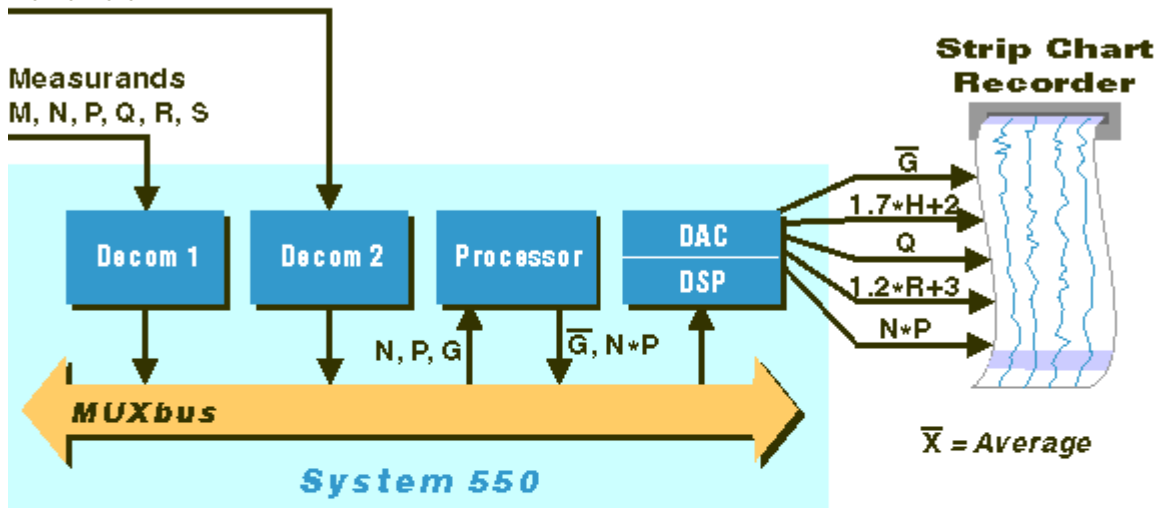 Strip Chart
Recorder
Measurands
M, N, P, Q, R, S
G̅
1.7*H+2
Q
1.2*R+3
N*P
Decom 1
Decom 2
Processor
DAC
DSP
N, P, G
G̅, N*P
MUXbus
X̅ = Average
System 550